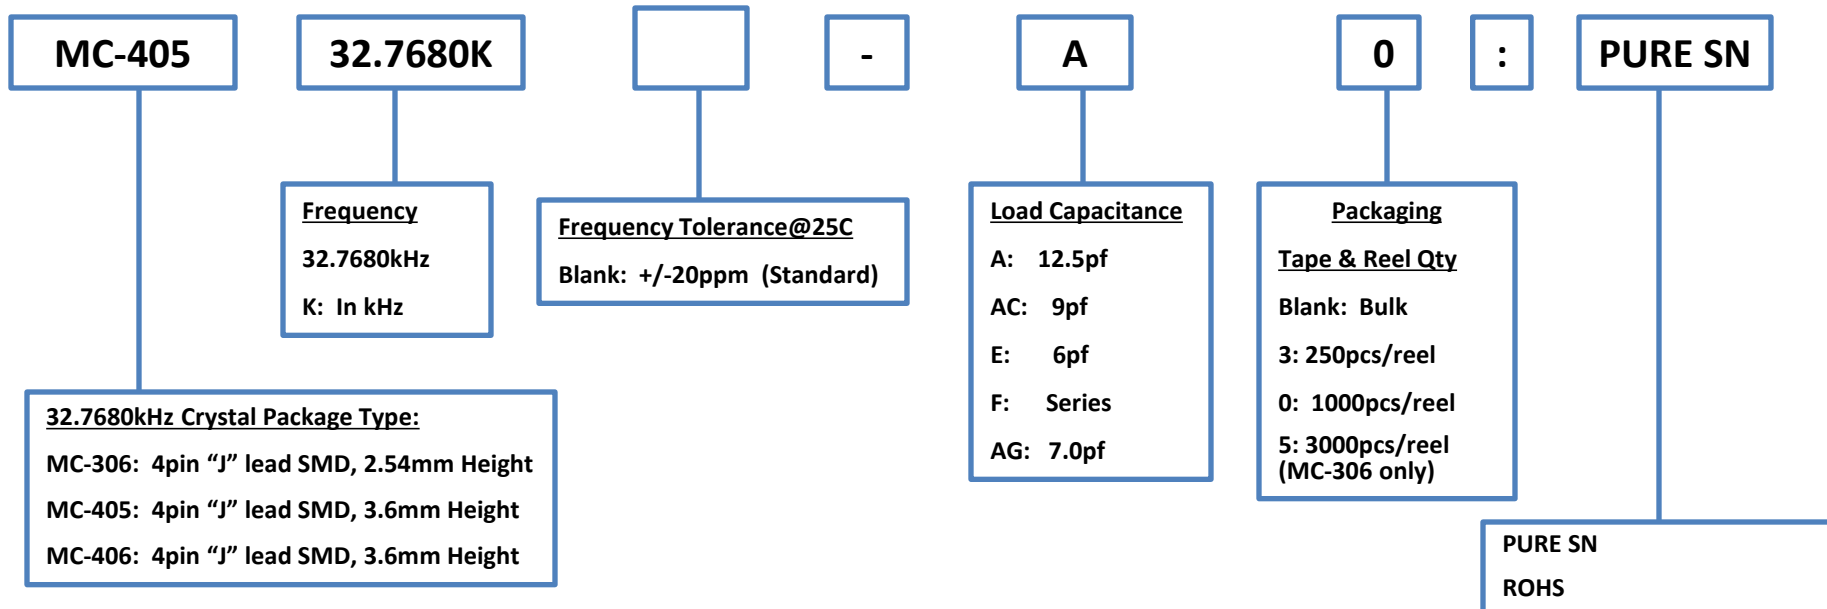 MC-405 32.7680K - A 0 : PURE SN
Frequency
32.7680kHz
K: In kHz
Frequency Tolerance@25C
Blank: +/-20ppm (Standard)
Load Capacitance
A: 12.5pf
AC: 9pf
E: 6pf
F: Series
AG: 7.0pf
Packaging
Tape & Reel Qty
Blank: Bulk
3: 250pcs/reel
0: 1000pcs/reel
5: 3000pcs/reel
(MC-306 only)
32.7680kHz Crystal Package Type:
MC-306: 4pin “J” lead SMD, 2.54mm Height
MC-405: 4pin “J” lead SMD, 3.6mm Height
MC-406: 4pin “J” lead SMD, 3.6mm Height
PURE SN
ROHS